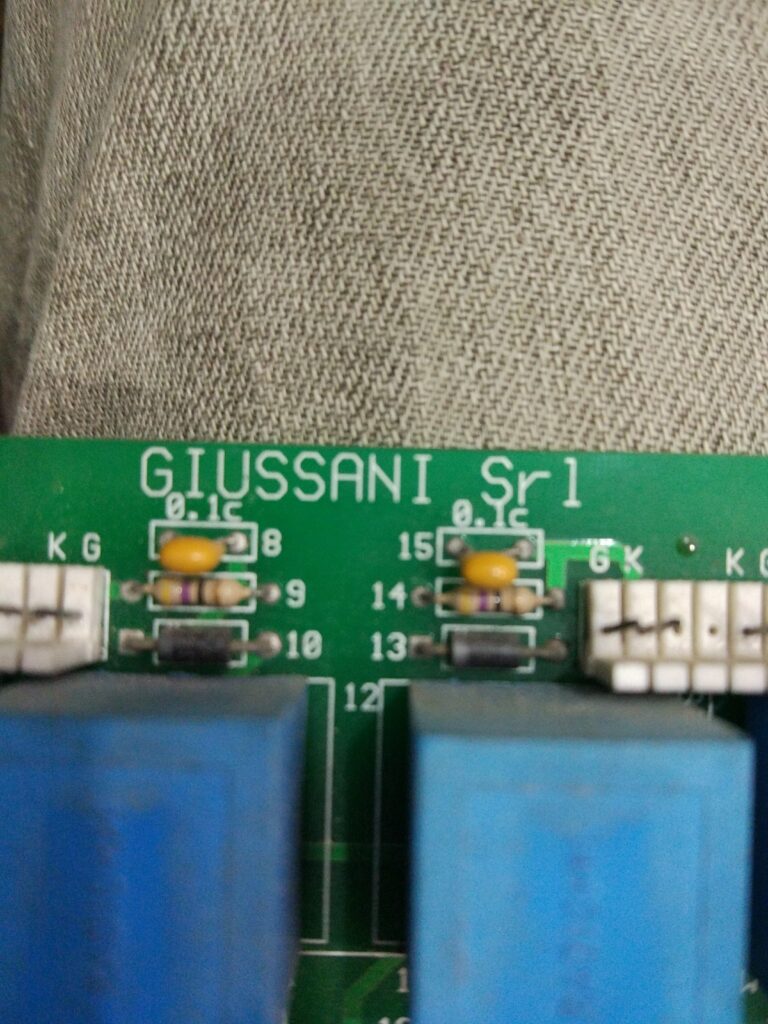 GIUSSANI Srl
0.1c 0.1c
8 15
K G G K K G
9 14
10 13
12